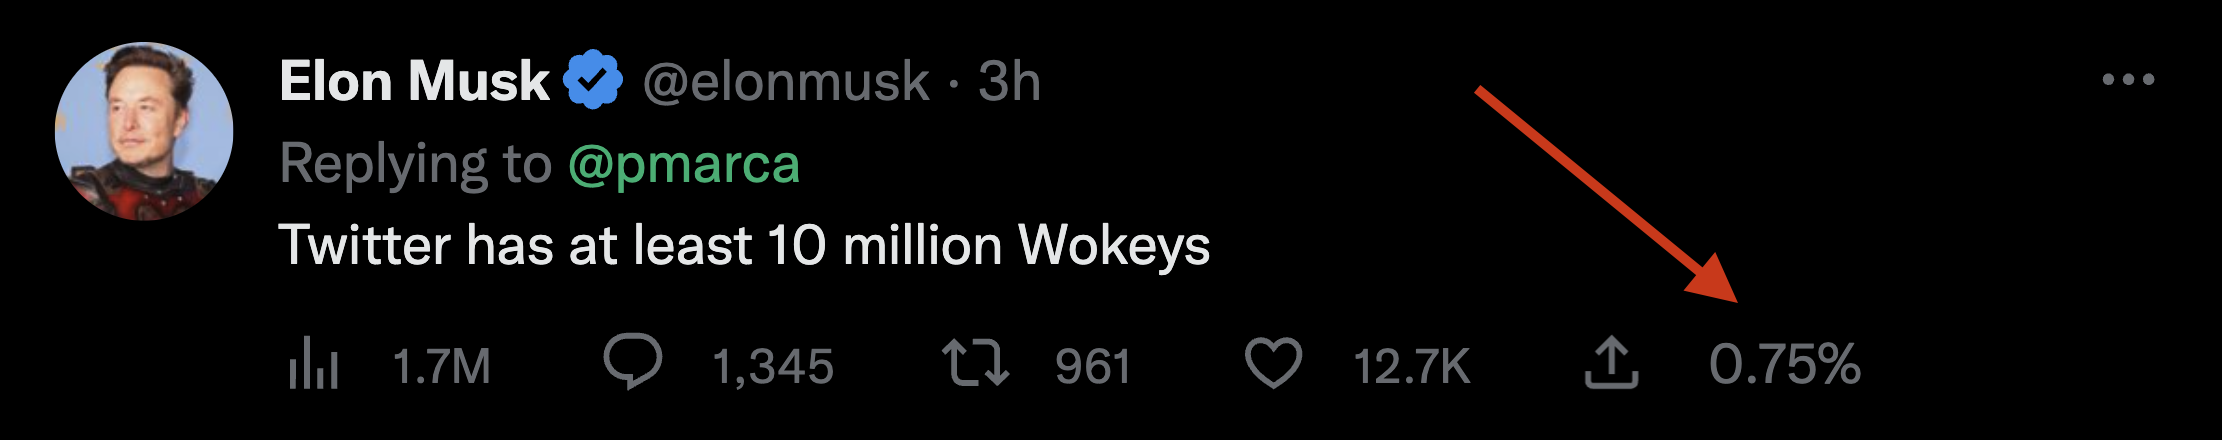 Elon Musk @elonmusk · 3h
Replying to @pmarca
Twitter has at least 10 million Wokeys
1.7M 1,345 961 12.7K 0.75%